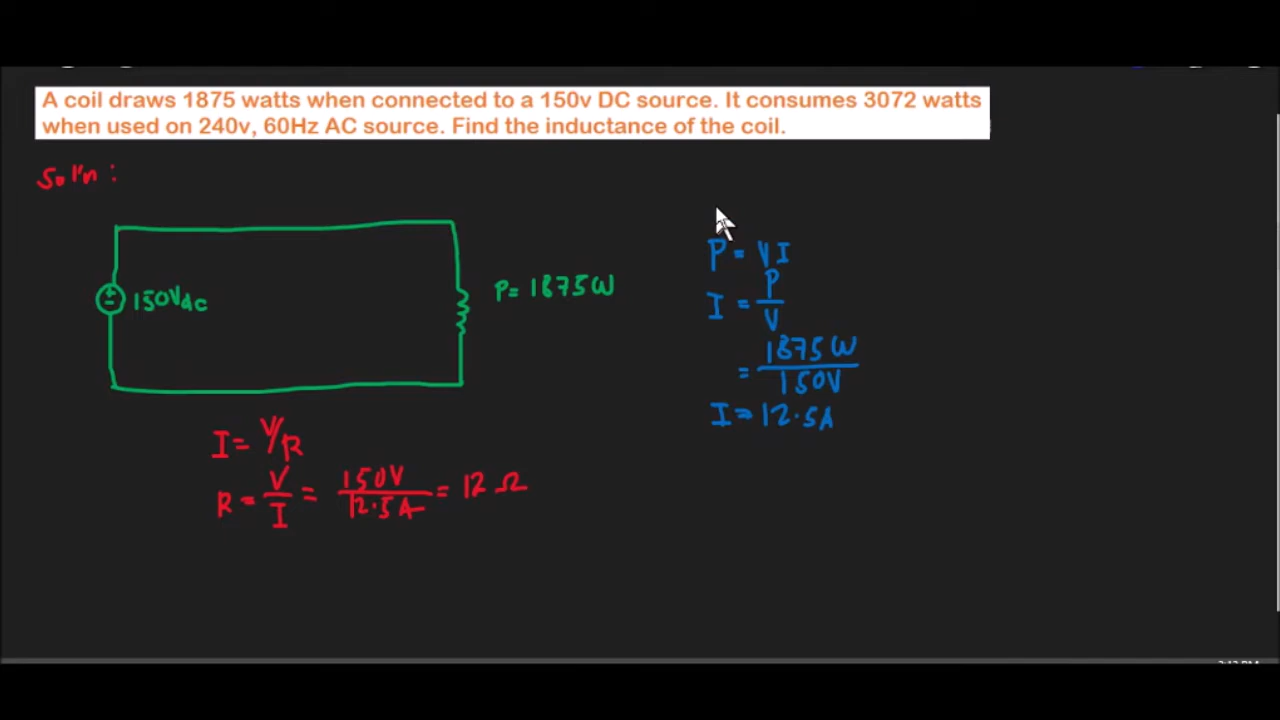 A coil draws 1875 watts when connected to a 150v DC source. It consumes 3072 watts
when used on 240v, 60Hz AC source. Find the inductance of the coil.
Sol'n :
150Vdc
P= 1875W
I= V/R
R = V/I = 150V/12.5A = 12 Ω
P = VI
I = P/V
= 1875W/150V
I = 12.5A